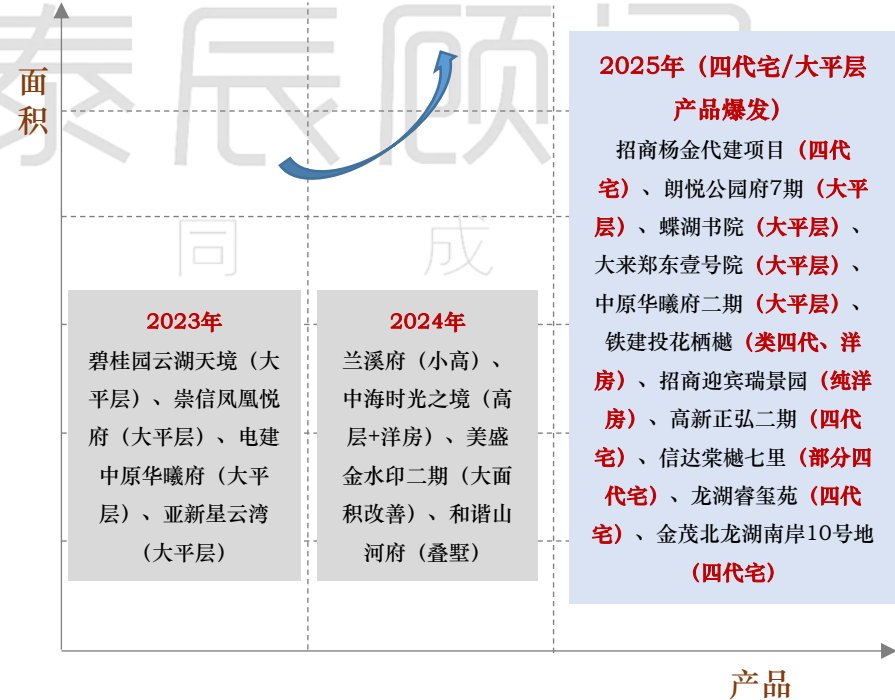 泰辰顾问
同 成
面
积
2023年
碧桂园云湖天境（大
平层）、崇信凤凰悦
府（大平层）、电建
中原华曦府（大平
层）、亚新星云湾
（大平层）
2024年
兰溪府（小高）、
中海时光之境（高
层+洋房）、美盛
金水印二期（大面
积改善）、和谐山
河府（叠墅）
2025年（四代宅/大平层
产品爆发）
招商杨金代建项目（四代
宅）、朗悦公园府7期（大平
层）、蝶湖书院（大平层）、
大来郑东壹号院（大平层）、
中原华曦府二期（大平层）、
铁建投花栖樾（类四代、洋
房）、招商迎宾瑞景园（纯洋
房）、高新正弘二期（四代
宅）、信达棠樾七里（部分四
代宅）、龙湖睿玺苑（四代
宅）、金茂北龙湖南岸10号地
（四代宅）
产品